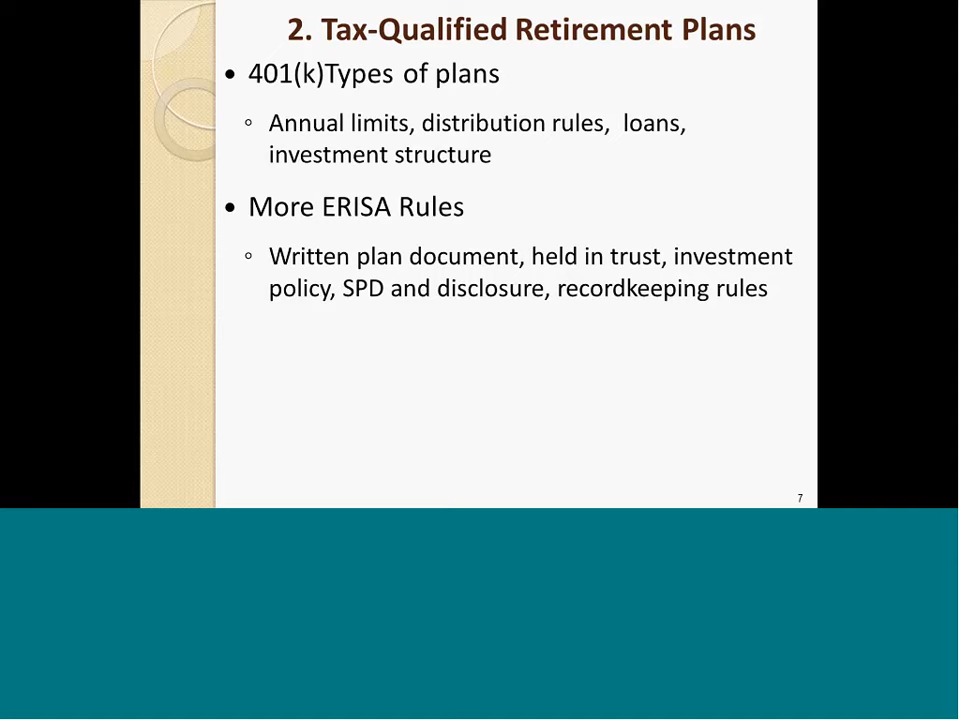 2. Tax-Qualified Retirement Plans
• 401(k)Types of plans
◦ Annual limits, distribution rules, loans,
investment structure
• More ERISA Rules
◦ Written plan document, held in trust, investment
policy, SPD and disclosure, recordkeeping rules
7